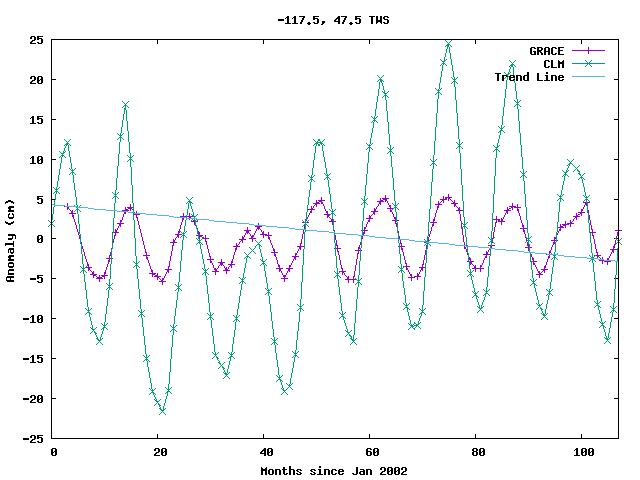 -117.5, 47.5 TWS
GRACE
CLM
Trend Line
25
20
15
10
5
0
-5
-10
-15
-20
-25
Anomaly (cm)
0 20 40 60 80 100
Months since Jan 2002